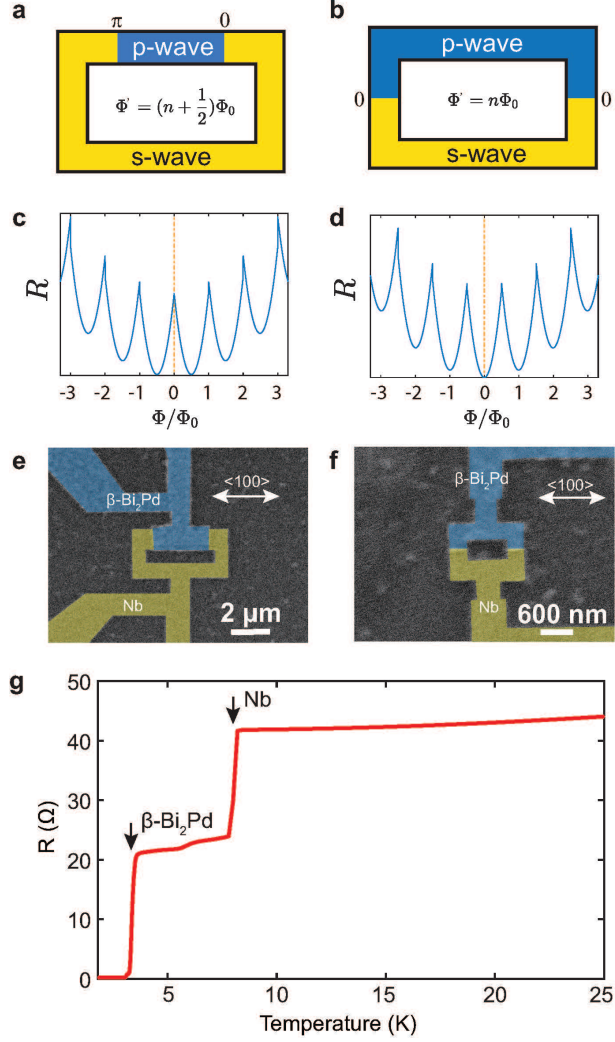 a
π
0
p-wave
Φ' = (n + 1/2)Φ₀
s-wave
b
p-wave
0
0
Φ' = nΦ₀
s-wave
c
R
-3 -2 -1 0 1 2 3
Φ/Φ₀
d
R
-3 -2 -1 0 1 2 3
Φ/Φ₀
e
<100>
β-Bi₂Pd
Nb
2 μm
f
<100>
β-Bi₂Pd
Nb
600 nm
g
50
40
30
20
10
0
R (Ω)
Nb
β-Bi₂Pd
5 10 15 20 25
Temperature (K)